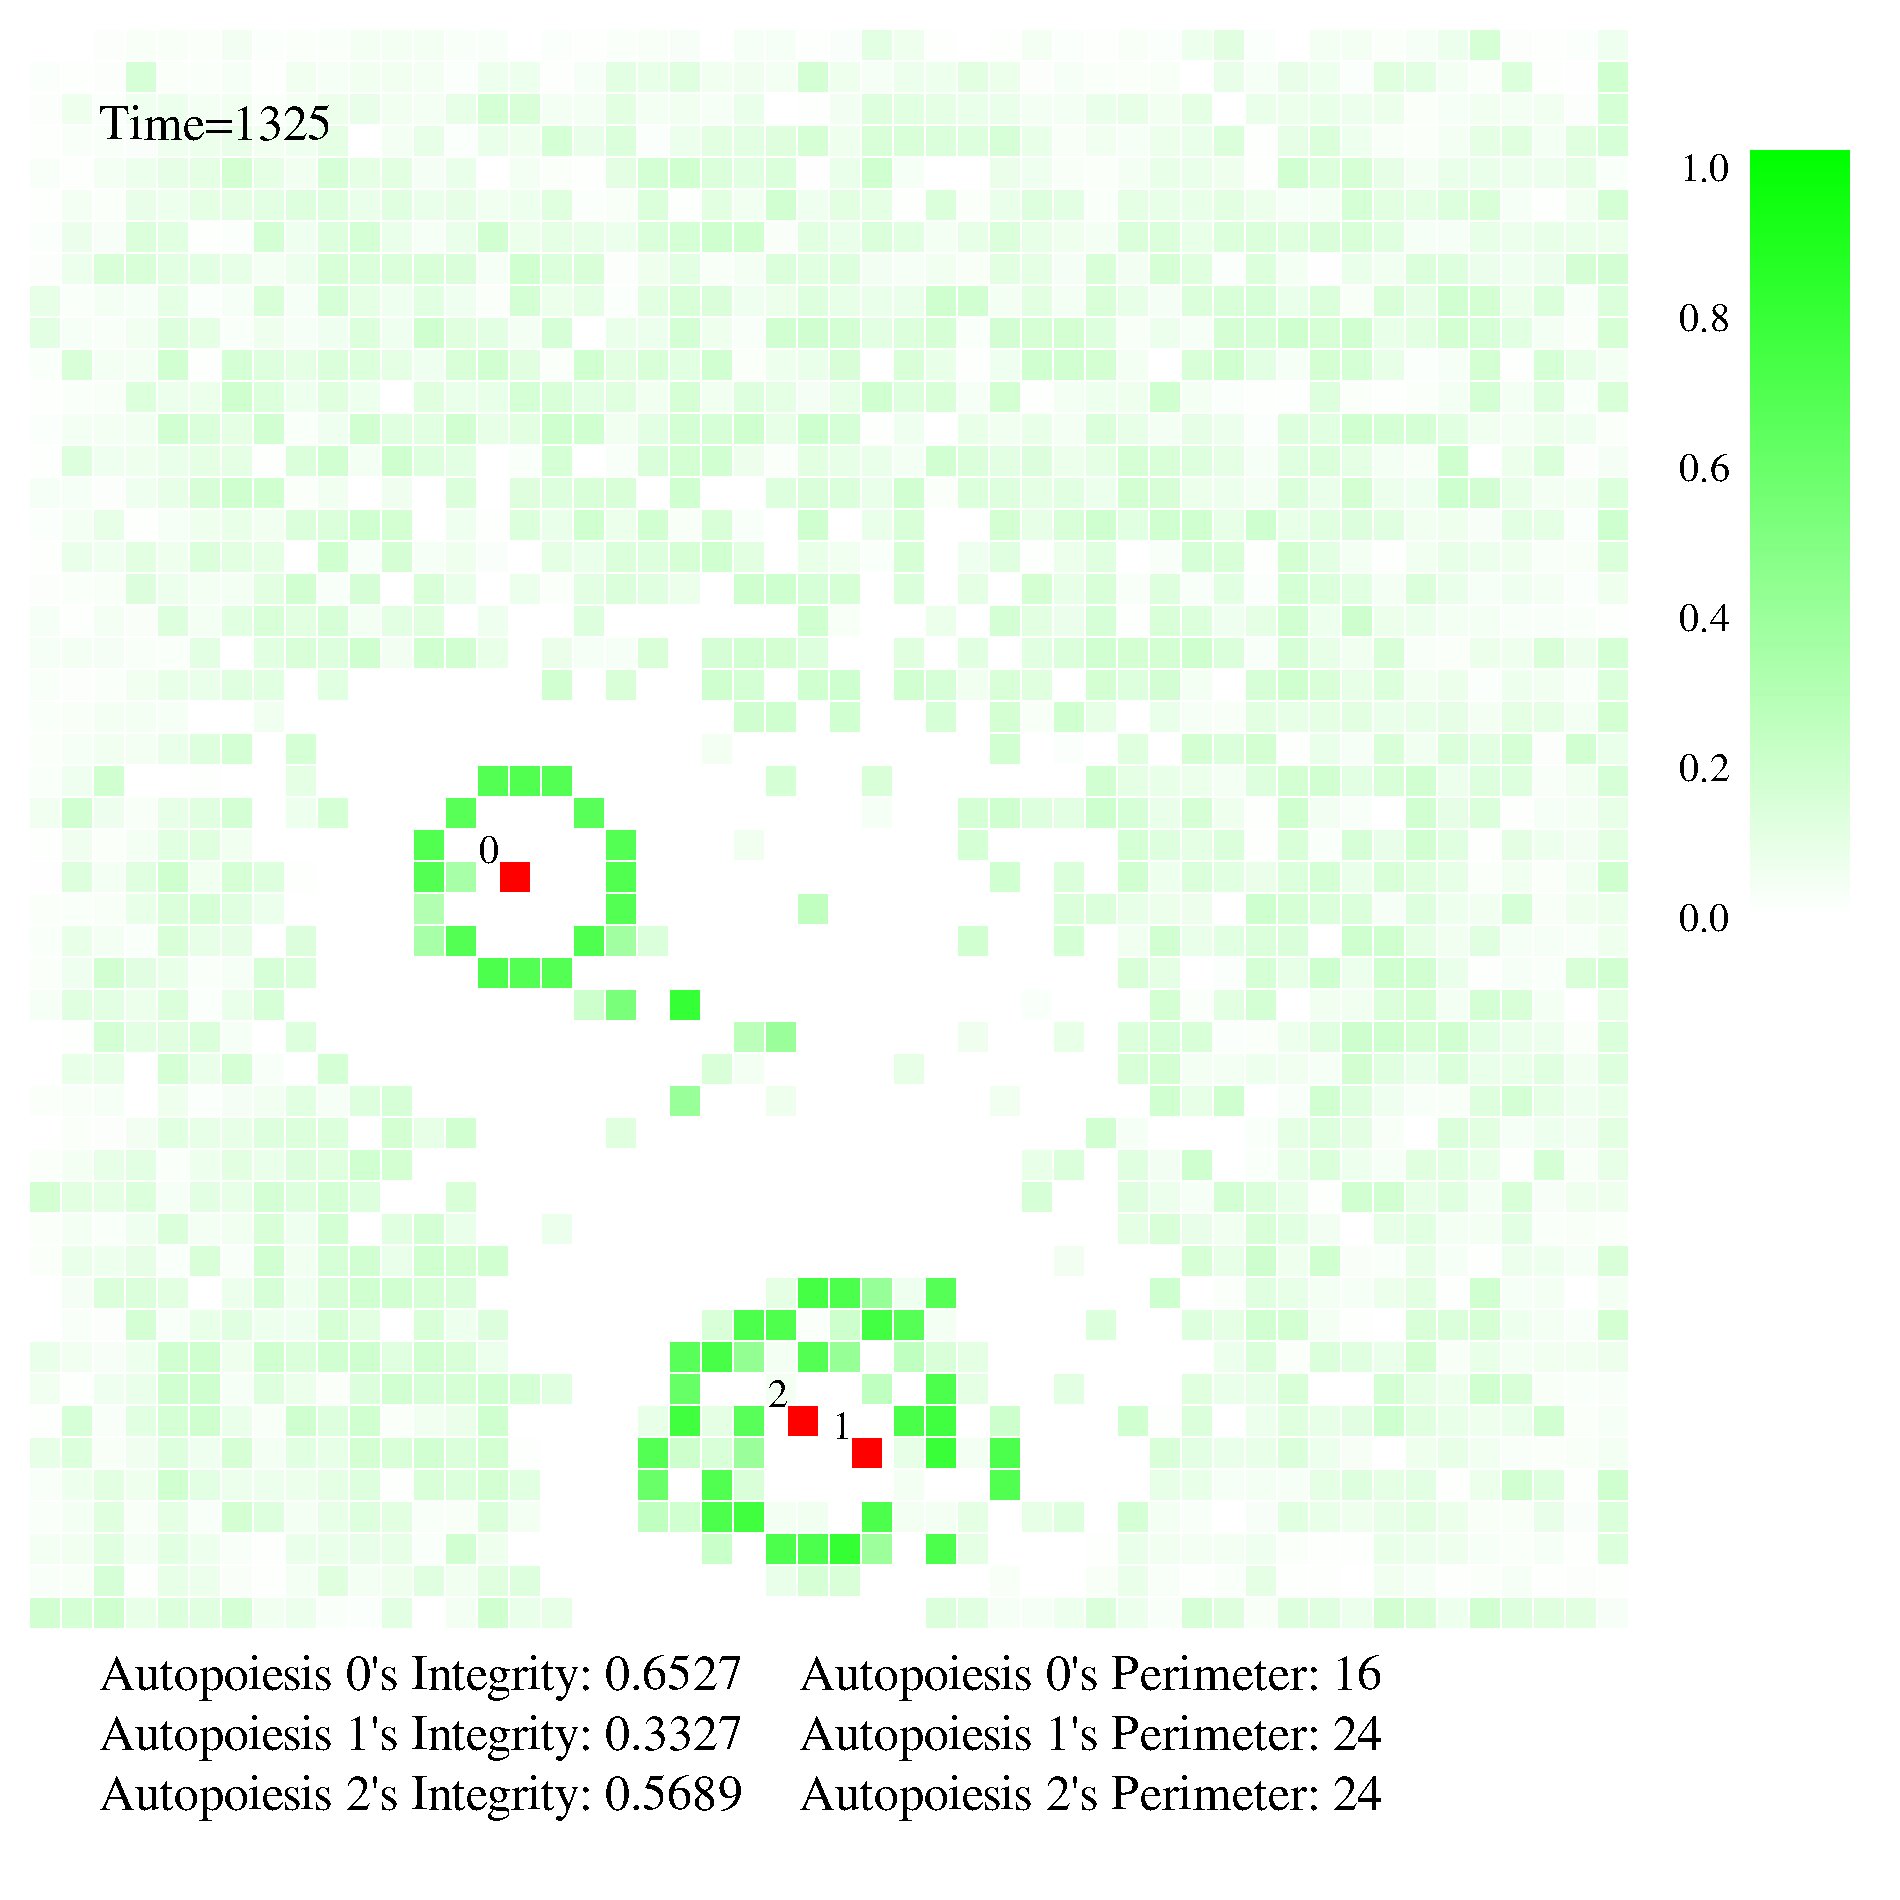 Time=1325
1.0
0.8
0.6
0.4
0.2
0.0
0
2
1
Autopoiesis 0's Integrity: 0.6527 Autopoiesis 0's Perimeter: 16
Autopoiesis 1's Integrity: 0.3327 Autopoiesis 1's Perimeter: 24
Autopoiesis 2's Integrity: 0.5689 Autopoiesis 2's Perimeter: 24